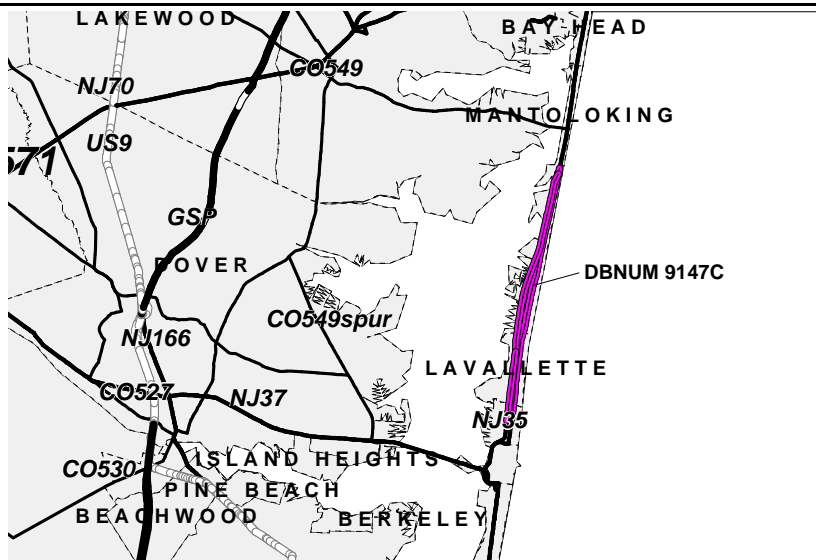 LAKEWOOD
BAY HEAD
CO549
NJ70
MANTOLOKING
US9
571
GSP
DOVER
DBNUM 9147C
CO549spur
NJ166
LAVALLETTE
CO527
NJ37
NJ35
ISLAND HEIGHTS
CO530
PINE BEACH
BEACHWOOD
BERKELEY